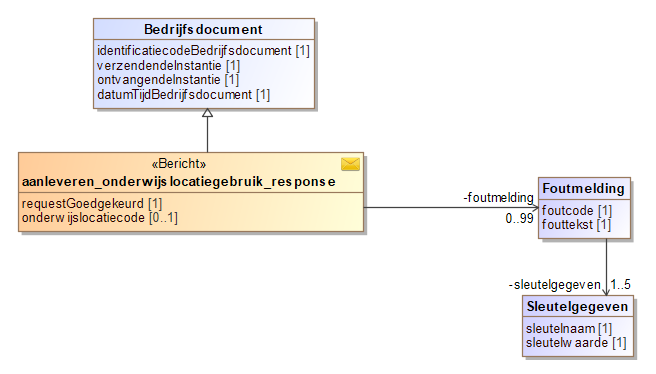 Bedrijfsdocument
identificatiecodeBedrijfsdocument [1]
verzendendeInstantie [1]
ontvangendeInstantie [1]
datumTijdBedrijfsdocument [1]
«Bericht»
aanleveren_onderwijslocatiegebruik_response
requestGoedgekeurd [1]
onderwijslocatiecode [0..1]
-foutmelding
0..99
Foutmelding
foutcode [1]
fouttekst [1]
-sleutelgegeven 1..5
Sleutelgegeven
sleutelnaam [1]
sleutelwaarde [1]